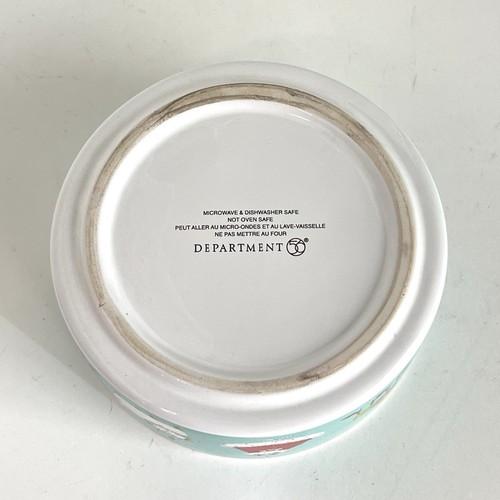 MICROWAVE & DISHWASHER SAFE
NOT OVEN SAFE
PEUT ALLER AU MICRO-ONDES ET AU LAVE-VAISSELLE
NE PAS METTRE AU FOUR
DEPARTMENT 56®